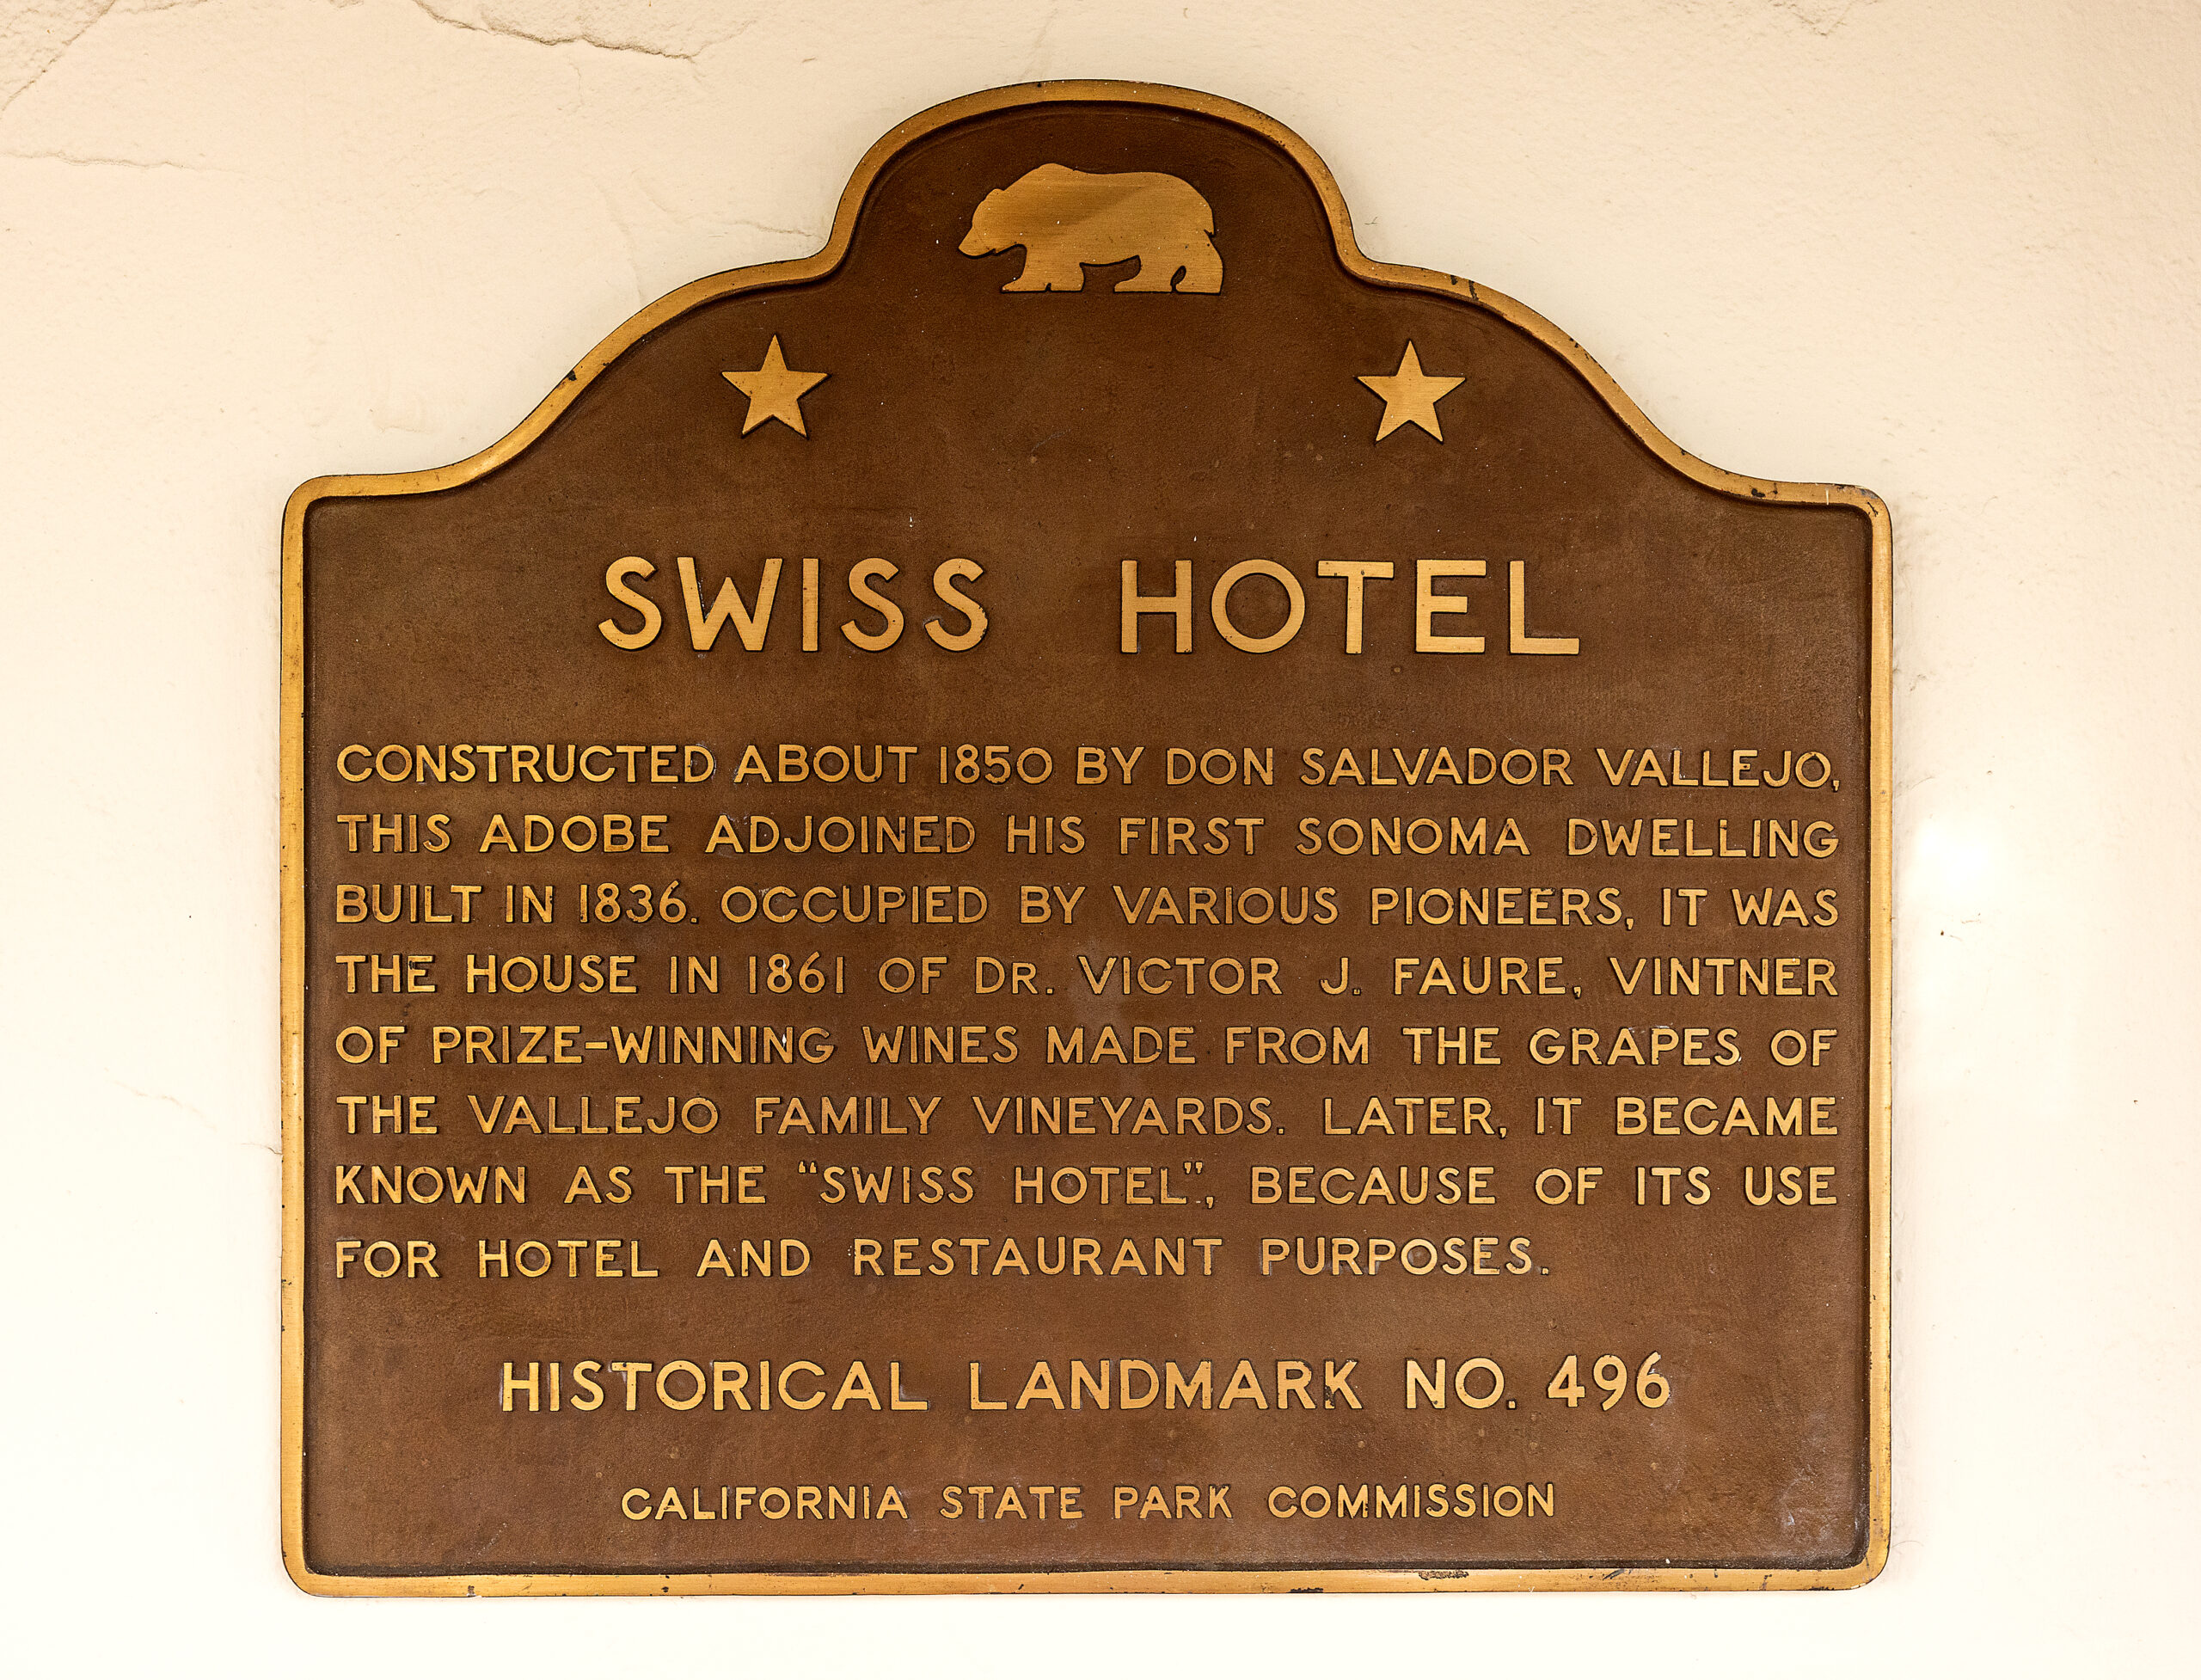 SWISS HOTEL
CONSTRUCTED ABOUT 1850 BY DON SALVADOR VALLEJO,
THIS ADOBE ADJOINED HIS FIRST SONOMA DWELLING
BUILT IN 1836. OCCUPIED BY VARIOUS PIONEERS, IT WAS
THE HOUSE IN 1861 OF DR. VICTOR J. FAURE, VINTNER
OF PRIZE-WINNING WINES MADE FROM THE GRAPES OF
THE VALLEJO FAMILY VINEYARDS. LATER, IT BECAME
KNOWN AS THE “SWISS HOTEL”, BECAUSE OF ITS USE
FOR HOTEL AND RESTAURANT PURPOSES.
HISTORICAL LANDMARK NO. 496
CALIFORNIA STATE PARK COMMISSION